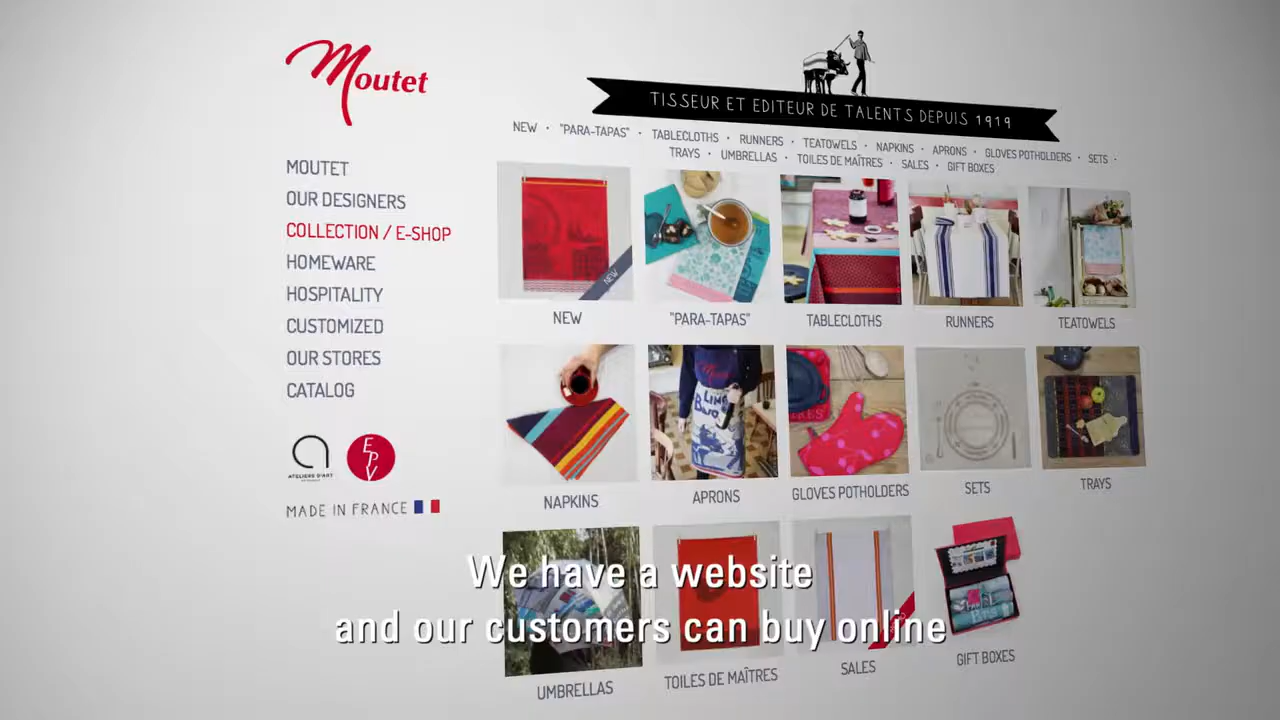 Moutet
TISSEUR ET EDITEUR DE TALENTS DEPUIS 1919
NEW · "PARA-TAPAS" · TABLECLOTHS · RUNNERS · TEATOWELS · NAPKINS · APRONS · GLOVES POTHOLDERS · SETS ·
TRAYS · UMBRELLAS · TOILES DE MAÎTRES · SALES · GIFT BOXES
MOUTET
OUR DESIGNERS
COLLECTION / E-SHOP
HOMEWARE
HOSPITALITY
CUSTOMIZED
OUR STORES
CATALOG
ATELIERS D'ART
EPV
MADE IN FRANCE
NEW
NEW
"PARA-TAPAS"
TABLECLOTHS
RUNNERS
TEATOWELS
Moutet
NAPKINS
APRONS
GLOVES POTHOLDERS
SETS
TRAYS
We have a website
and our customers can buy online
UMBRELLAS
TOILES DE MAÎTRES
SALES
GIFT BOXES